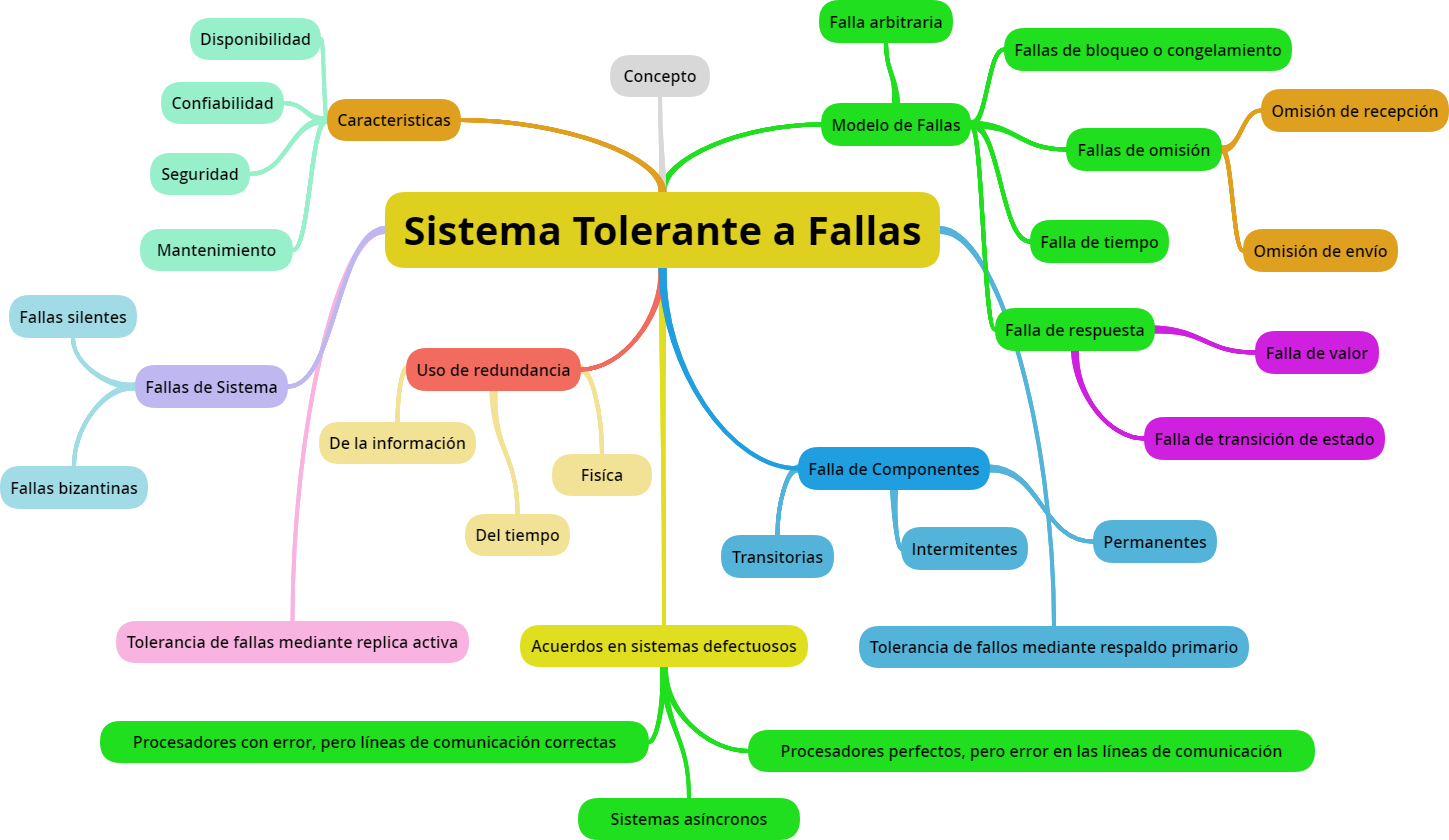 Falla arbitraria
Disponibilidad
Fallas de bloqueo o congelamiento
Concepto
Confiabilidad
Omisión de recepción
Caracteristicas
Modelo de Fallas
Fallas de omisión
Seguridad
Sistema Tolerante a Fallas
Falla de tiempo
Mantenimiento
Omisión de envío
Fallas silentes
Falla de respuesta
Falla de valor
Uso de redundancia
Fallas de Sistema
Falla de transición de estado
De la información
Falla de Componentes
Fisíca
Fallas bizantinas
Del tiempo
Permanentes
Intermitentes
Transitorias
Tolerancia de fallas mediante replica activa
Acuerdos en sistemas defectuosos
Tolerancia de fallos mediante respaldo primario
Procesadores con error, pero líneas de comunicación correctas
Procesadores perfectos, pero error en las líneas de comunicación
Sistemas asíncronos